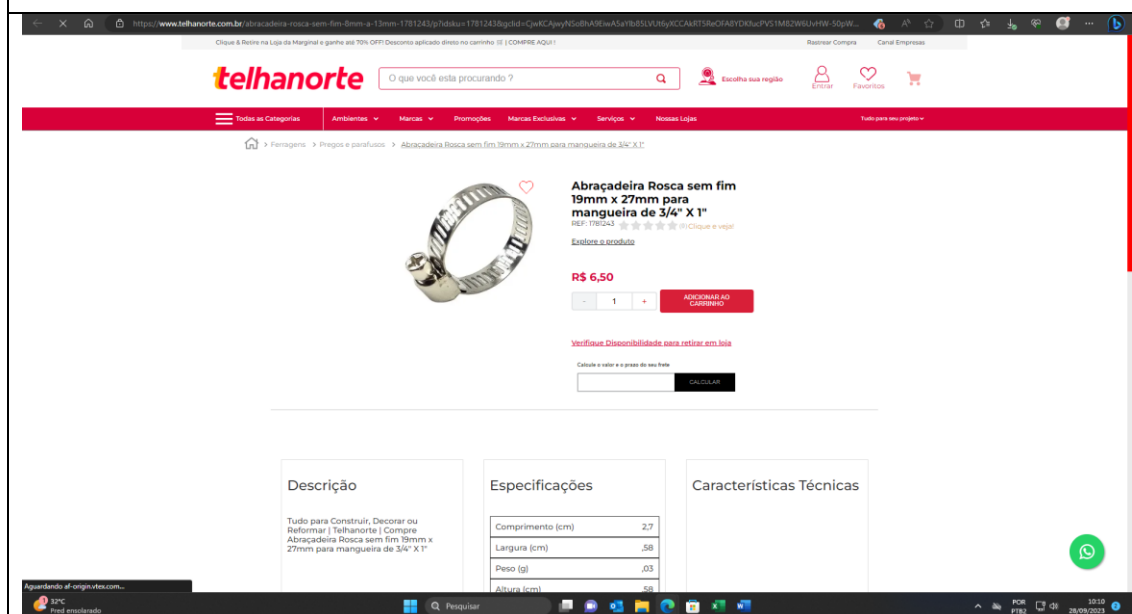 https://www.telhanorte.com.br/abracadeira-rosca-sem-fim-8mm-a-13mm-1781243/p?idsku=1781243&gclid=
Clique & Retire na Loja da Marginal e ganhe até 70% OFF! Desconto aplicado direto no carrinho | COMPRE AQUI !
Rastrear Compra Canal Empresas
telhanorte O que você esta procurando ? Escolha sua região Entrar Favoritos
Todas as Categorias Ambientes Marcas Promoções Marcas Exclusivas Serviços Nossas Lojas Tudo para seu projeto
> Ferragens > Pregos e parafusos > Abraçadeira Rosca sem fim 19mm x 27mm para mangueira de 3/4" X 1"
Abraçadeira Rosca sem fim
19mm x 27mm para
mangueira de 3/4" X 1"
REF: 1781243 (0) Clique e veja!
Explore o produto
R$ 6,50
- 1 +
ADICIONAR AO
CARRINHO
Verifique Disponibilidade para retirar em loja
Calcule o valor e o prazo do seu frete
CALCULAR
Descrição
Tudo para Construir, Decorar ou
Reformar | Telhanorte | Compre
Abraçadeira Rosca sem fim 19mm x
27mm para mangueira de 3/4" X 1"
Especificações
Comprimento (cm) 2,7
Largura (cm) ,58
Peso (g) ,03
Altura (cm) ,58
Características Técnicas
Aguardando af-origin.vtex.com...
32°C
Pred ensolarado
Pesquisar
POR
PTB2
10:10
28/09/2023